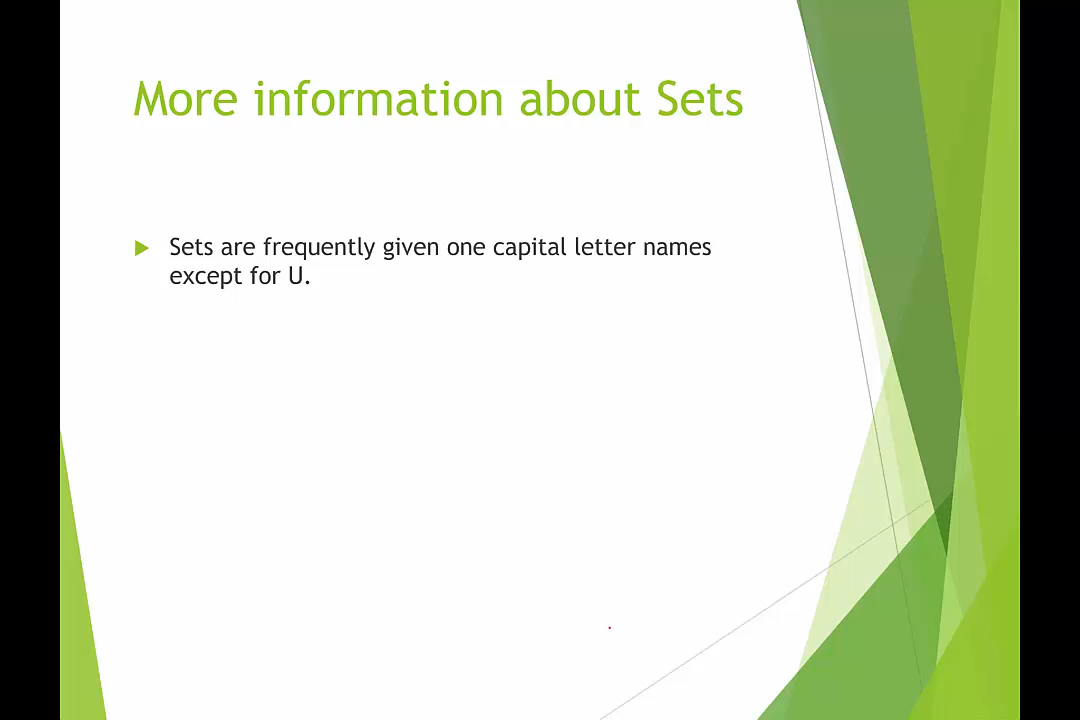 More information about Sets
Sets are frequently given one capital letter names
except for U.